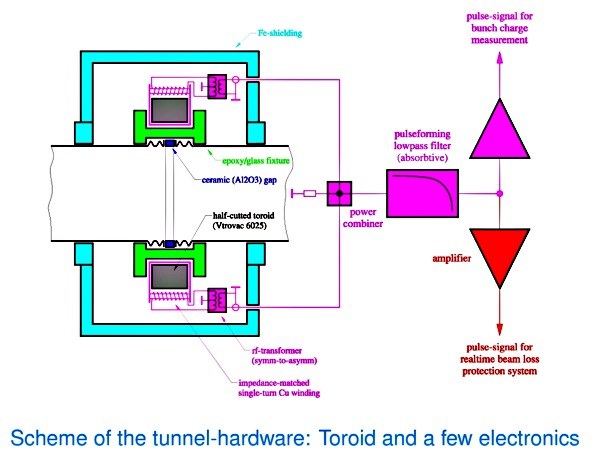 Fe-shielding
pulse-signal for
bunch charge
measurement
pulseforming
lowpass filter
(absorbtive)
epoxy/glass fixture
ceramic (Al2O3) gap
half-cutted toroid
(Vtrovac 6025)
power
combiner
amplifier
rf-transformer
(symm-to-asymm)
impedance-matched
single-turn Cu winding
pulse-signal for
realtime beam loss
protection system
Scheme of the tunnel-hardware: Toroid and a few electronics